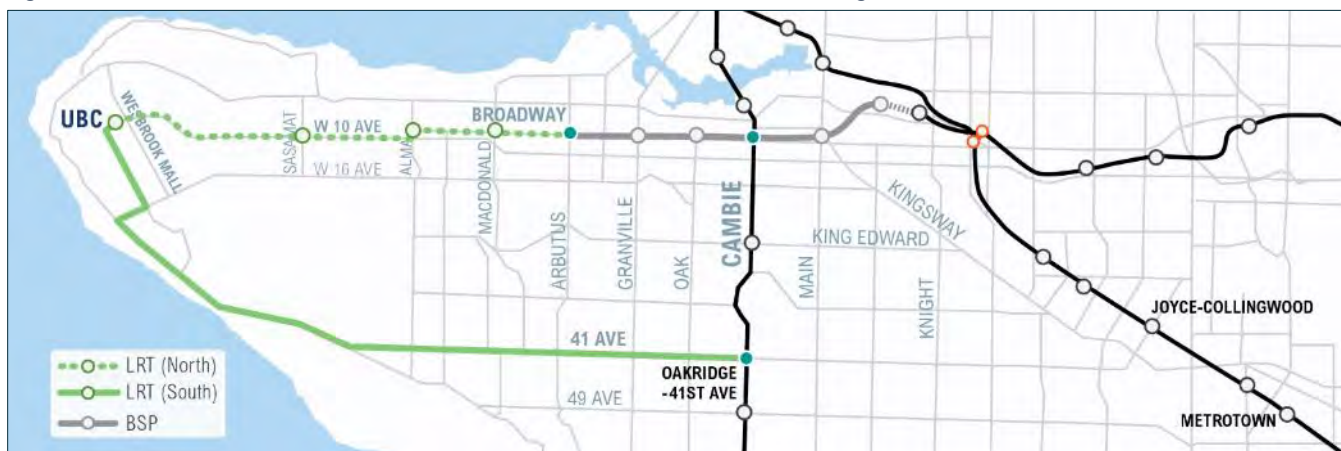 UBC
WESBROOK MALL
SASAMAT
W 10 AVE
W 16 AVE
ALMA
MACDONALD
BROADWAY
ARBUTUS
GRANVILLE
OAK
CAMBIE
MAIN
KING EDWARD
KINGSWAY
KNIGHT
JOYCE-COLLINGWOOD
METROTOWN
41 AVE
OAKRIDGE
-41ST AVE
49 AVE
LRT (North)
LRT (South)
BSP